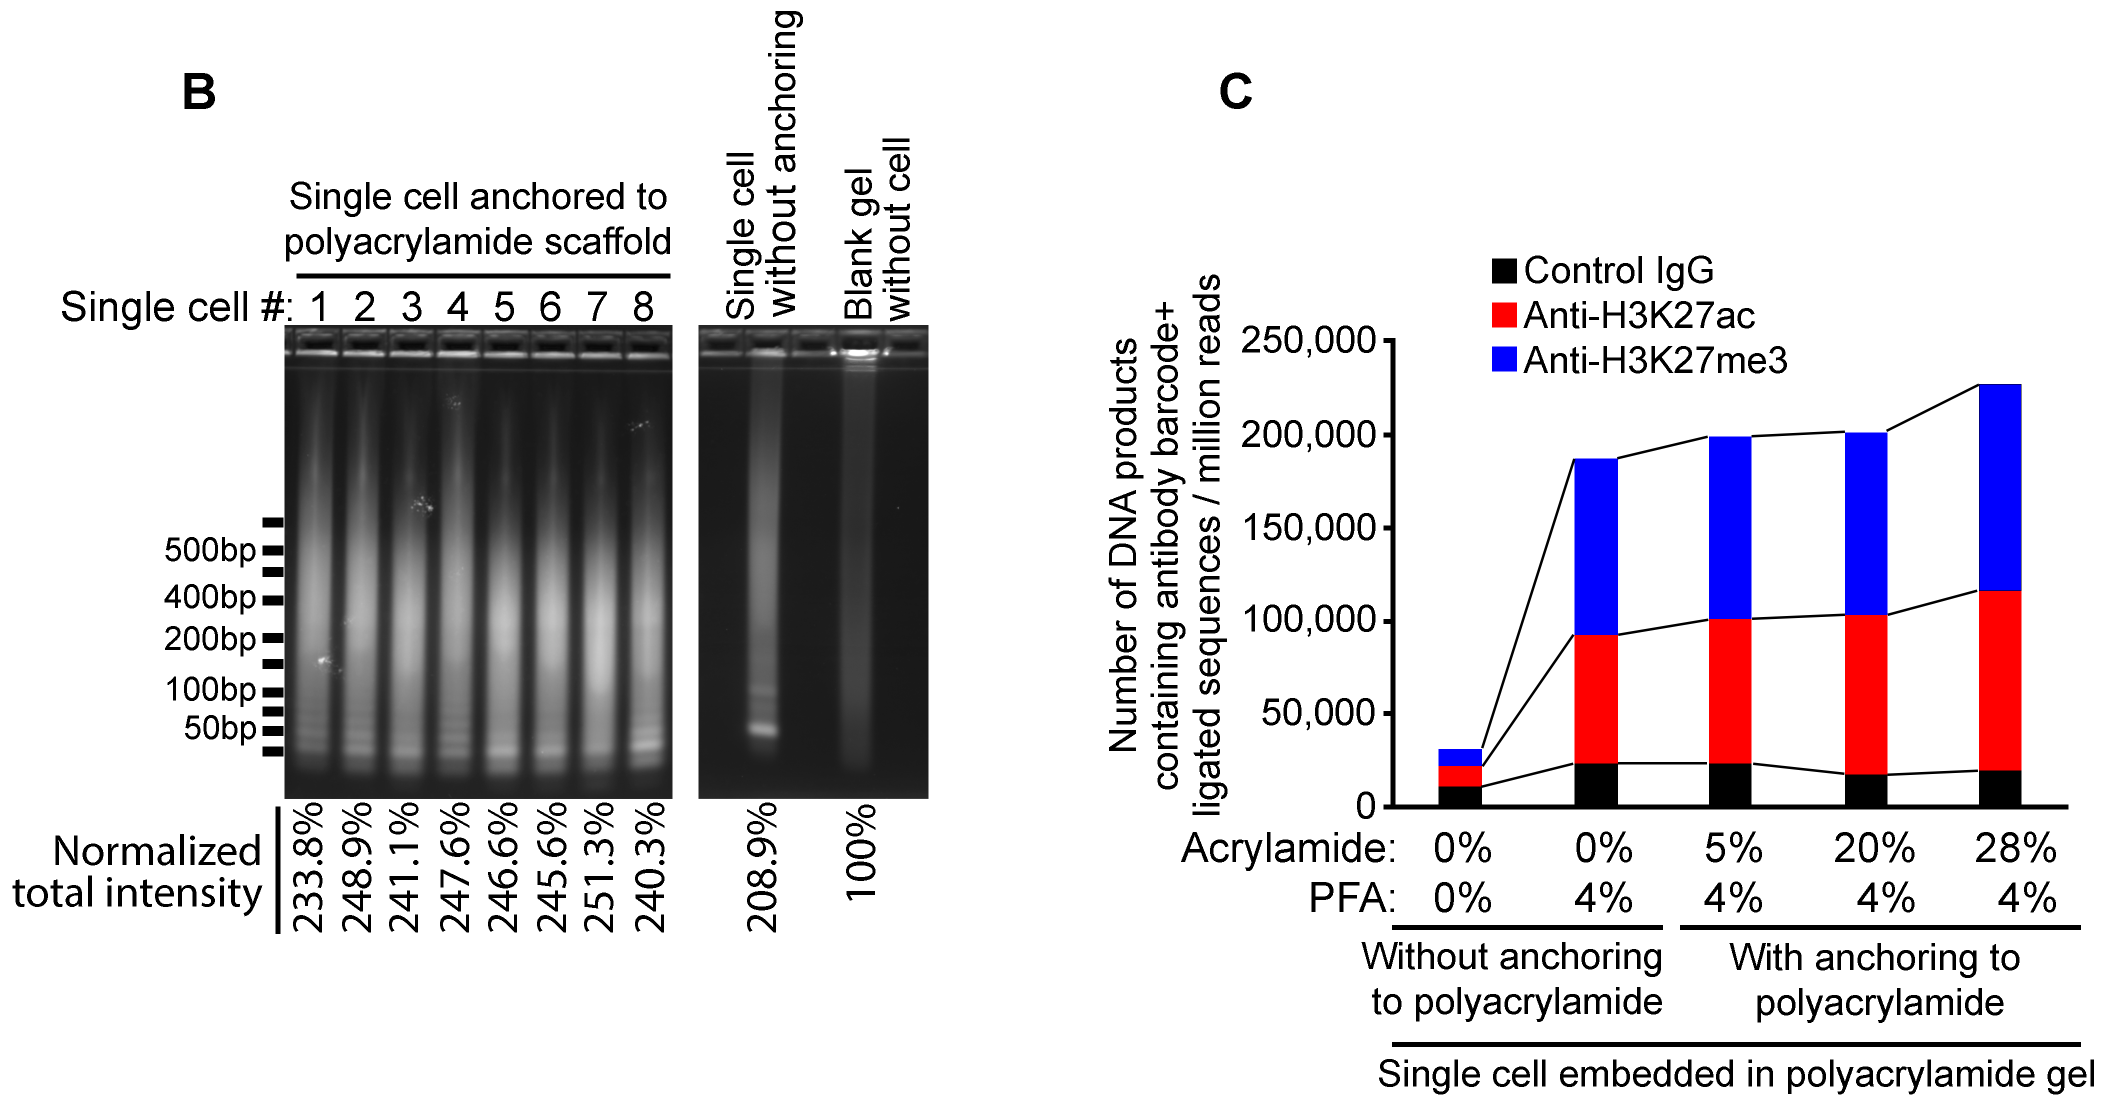 B
Single cell anchored to
polyacrylamide scaffold
Single cell #: 1 2 3 4 5 6 7 8
Single cell
without anchoring
Blank gel
without cell
500bp
400bp
200bp
100bp
50bp
Normalized
total intensity
233.8% 248.9% 241.1% 247.6% 246.6% 245.6% 251.3% 240.3% 208.9% 100%
C
Control IgG
Anti-H3K27ac
Anti-H3K27me3
Number of DNA products
containing antibody barcode+
ligated sequences / million reads
250,000
200,000
150,000
100,000
50,000
0
Acrylamide: 0% 0% 5% 20% 28%
PFA: 0% 4% 4% 4% 4%
Without anchoring
to polyacrylamide
With anchoring to
polyacrylamide
Single cell embedded in polyacrylamide gel